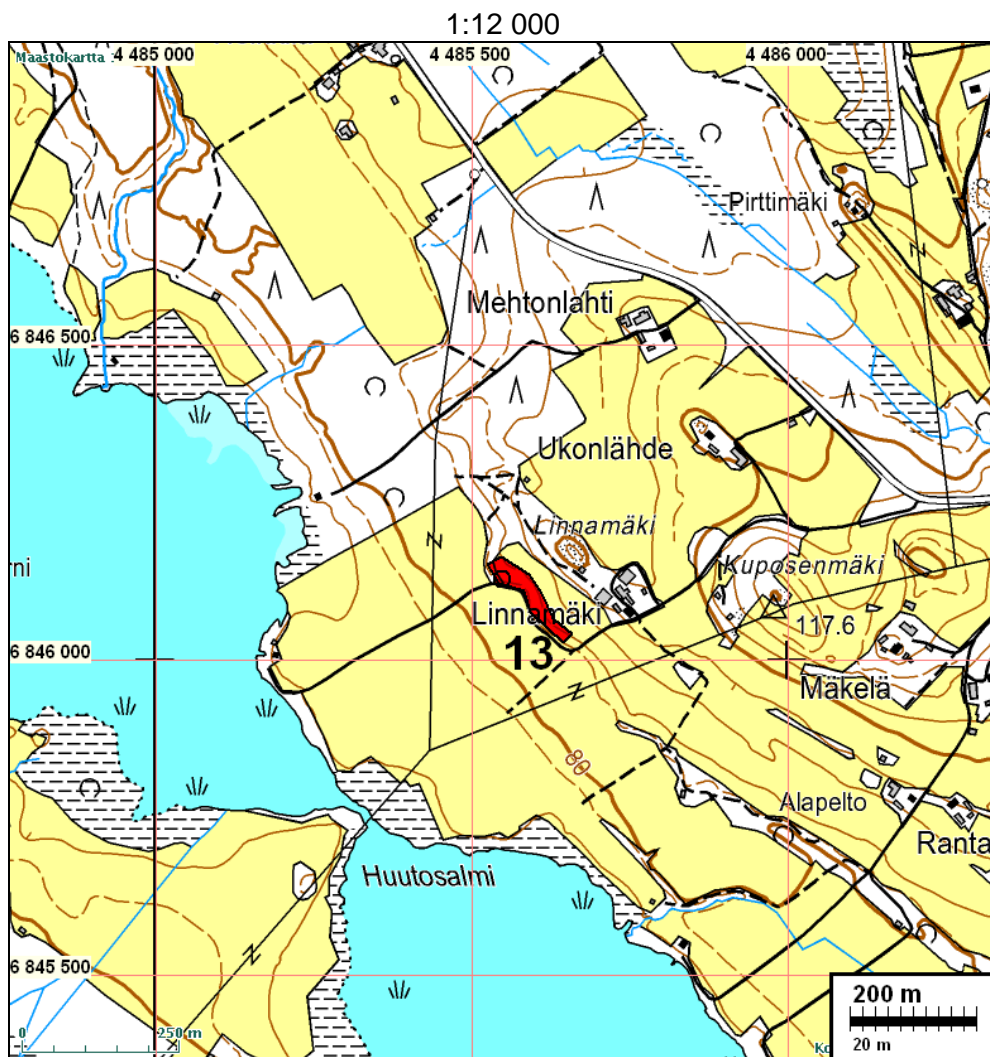 1:12 000
Maastokartta
4 485 000
4 485 500
4 486 000
Pirttimäki
Mehtonlahti
6 846 500
Ukonlähde
Linnamäki
Kuposenmäki
Linnamäki
117.6
13
6 846 000
Mäkelä
80
Alapelto
Ranta
Huutosalmi
6 845 500
200 m
20 m
0
250 m